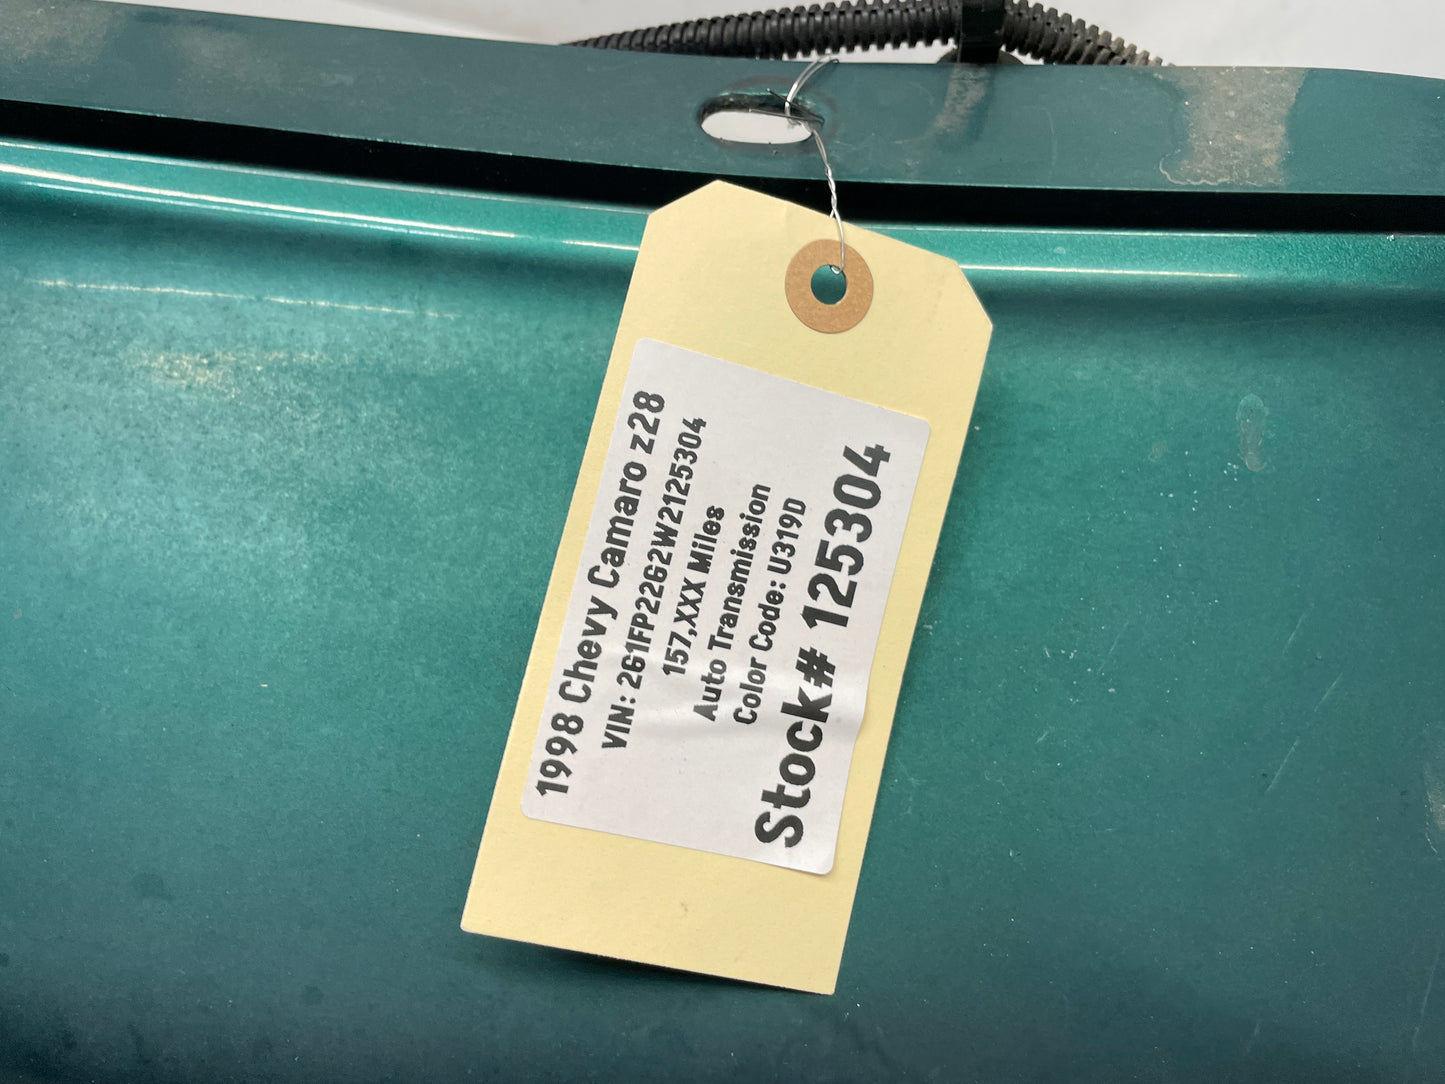 1998 Chevy Camaro z28
VIN: 2G1FP22G2W2125304
157,XXX Miles
Auto Transmission
Color Code: U319D
Stock# 125304